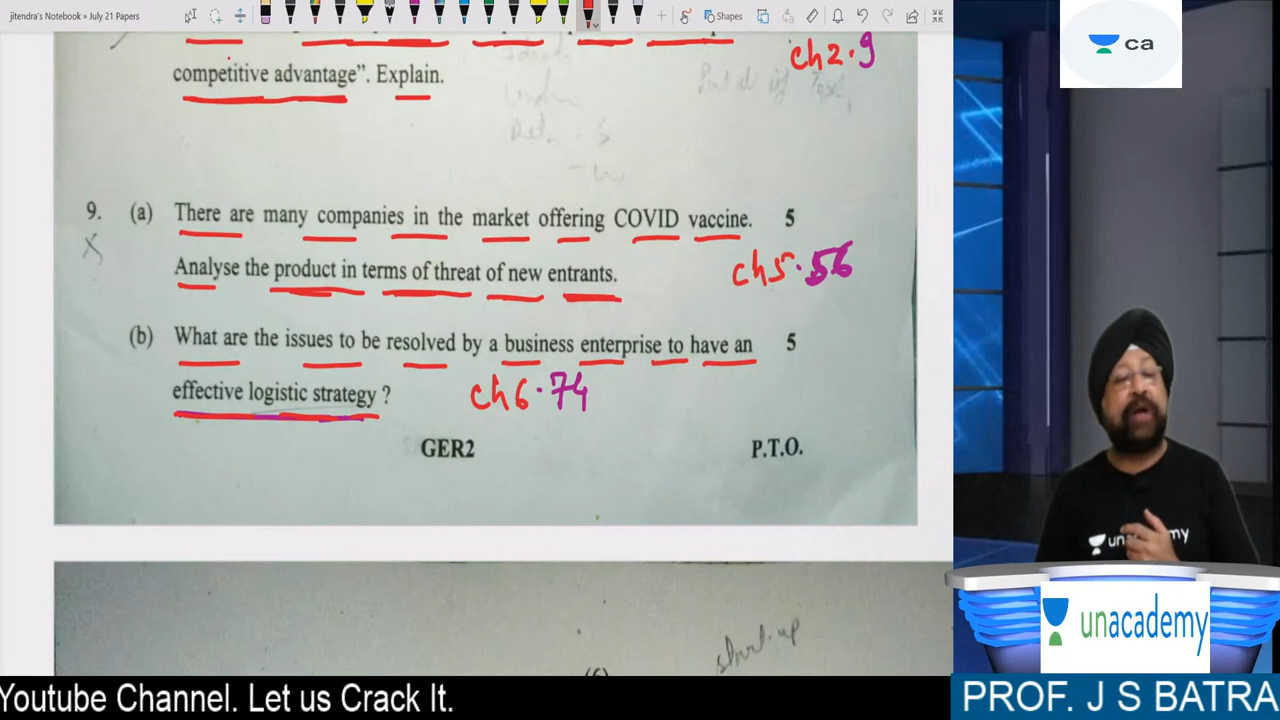 jitendra's Notebook » July 21 Papers
Shapes
ca
competitive advantage”. Explain.
ch2.9
9. (a) There are many companies in the market offering COVID vaccine. 5
Analyse the product in terms of threat of new entrants.
ch5.56
(b) What are the issues to be resolved by a business enterprise to have an 5
effective logistic strategy ?
ch6.74
GER2
P.T.O.
start-up
unacademy
Youtube Channel. Let us Crack It.
PROF. J S BATRA